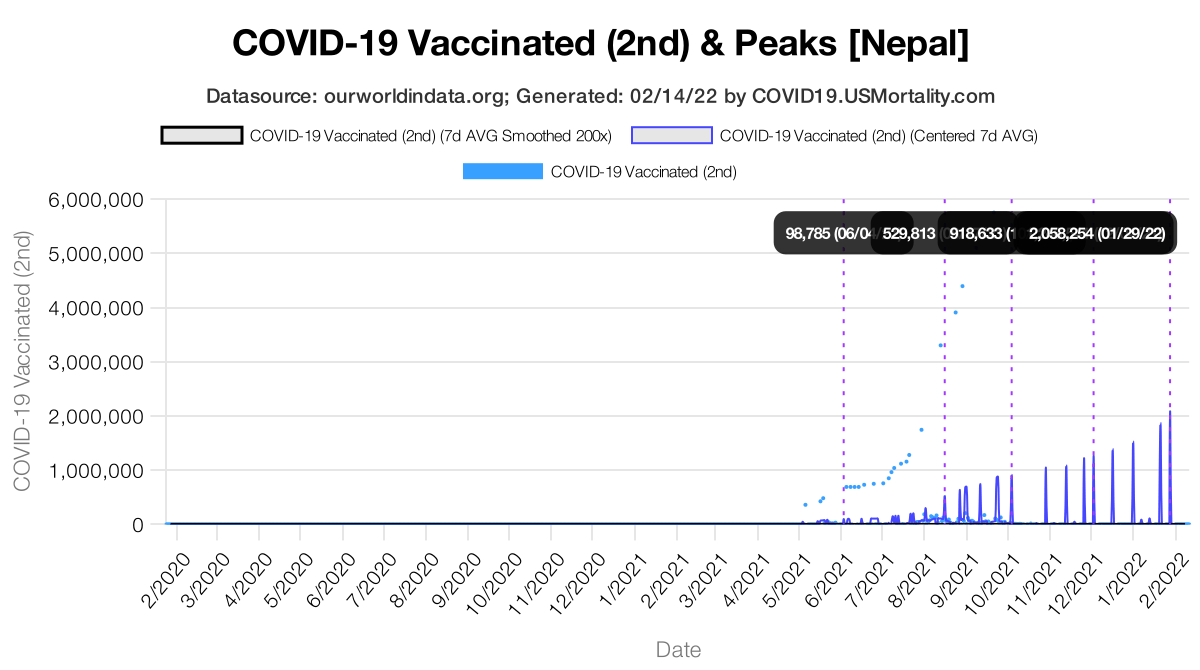 COVID-19 Vaccinated (2nd) & Peaks [Nepal]
Datasource: ourworldindata.org; Generated: 02/14/22 by COVID19.USMortality.com
COVID-19 Vaccinated (2nd) (7d AVG Smoothed 200x) COVID-19 Vaccinated (2nd) (Centered 7d AVG)
COVID-19 Vaccinated (2nd)
COVID-19 Vaccinated (2nd)
6,000,000
5,000,000
4,000,000
3,000,000
2,000,000
1,000,000
0
98,785 (06/04/ 529,813 918,633 2,058,254 (01/29/22)
2/2020 3/2020 4/2020 5/2020 6/2020 7/2020 8/2020 9/2020 10/2020 11/2020 12/2020 1/2021 2/2021 3/2021 4/2021 5/2021 6/2021 7/2021 8/2021 9/2021 10/2021 11/2021 12/2021 1/2022 2/2022
Date